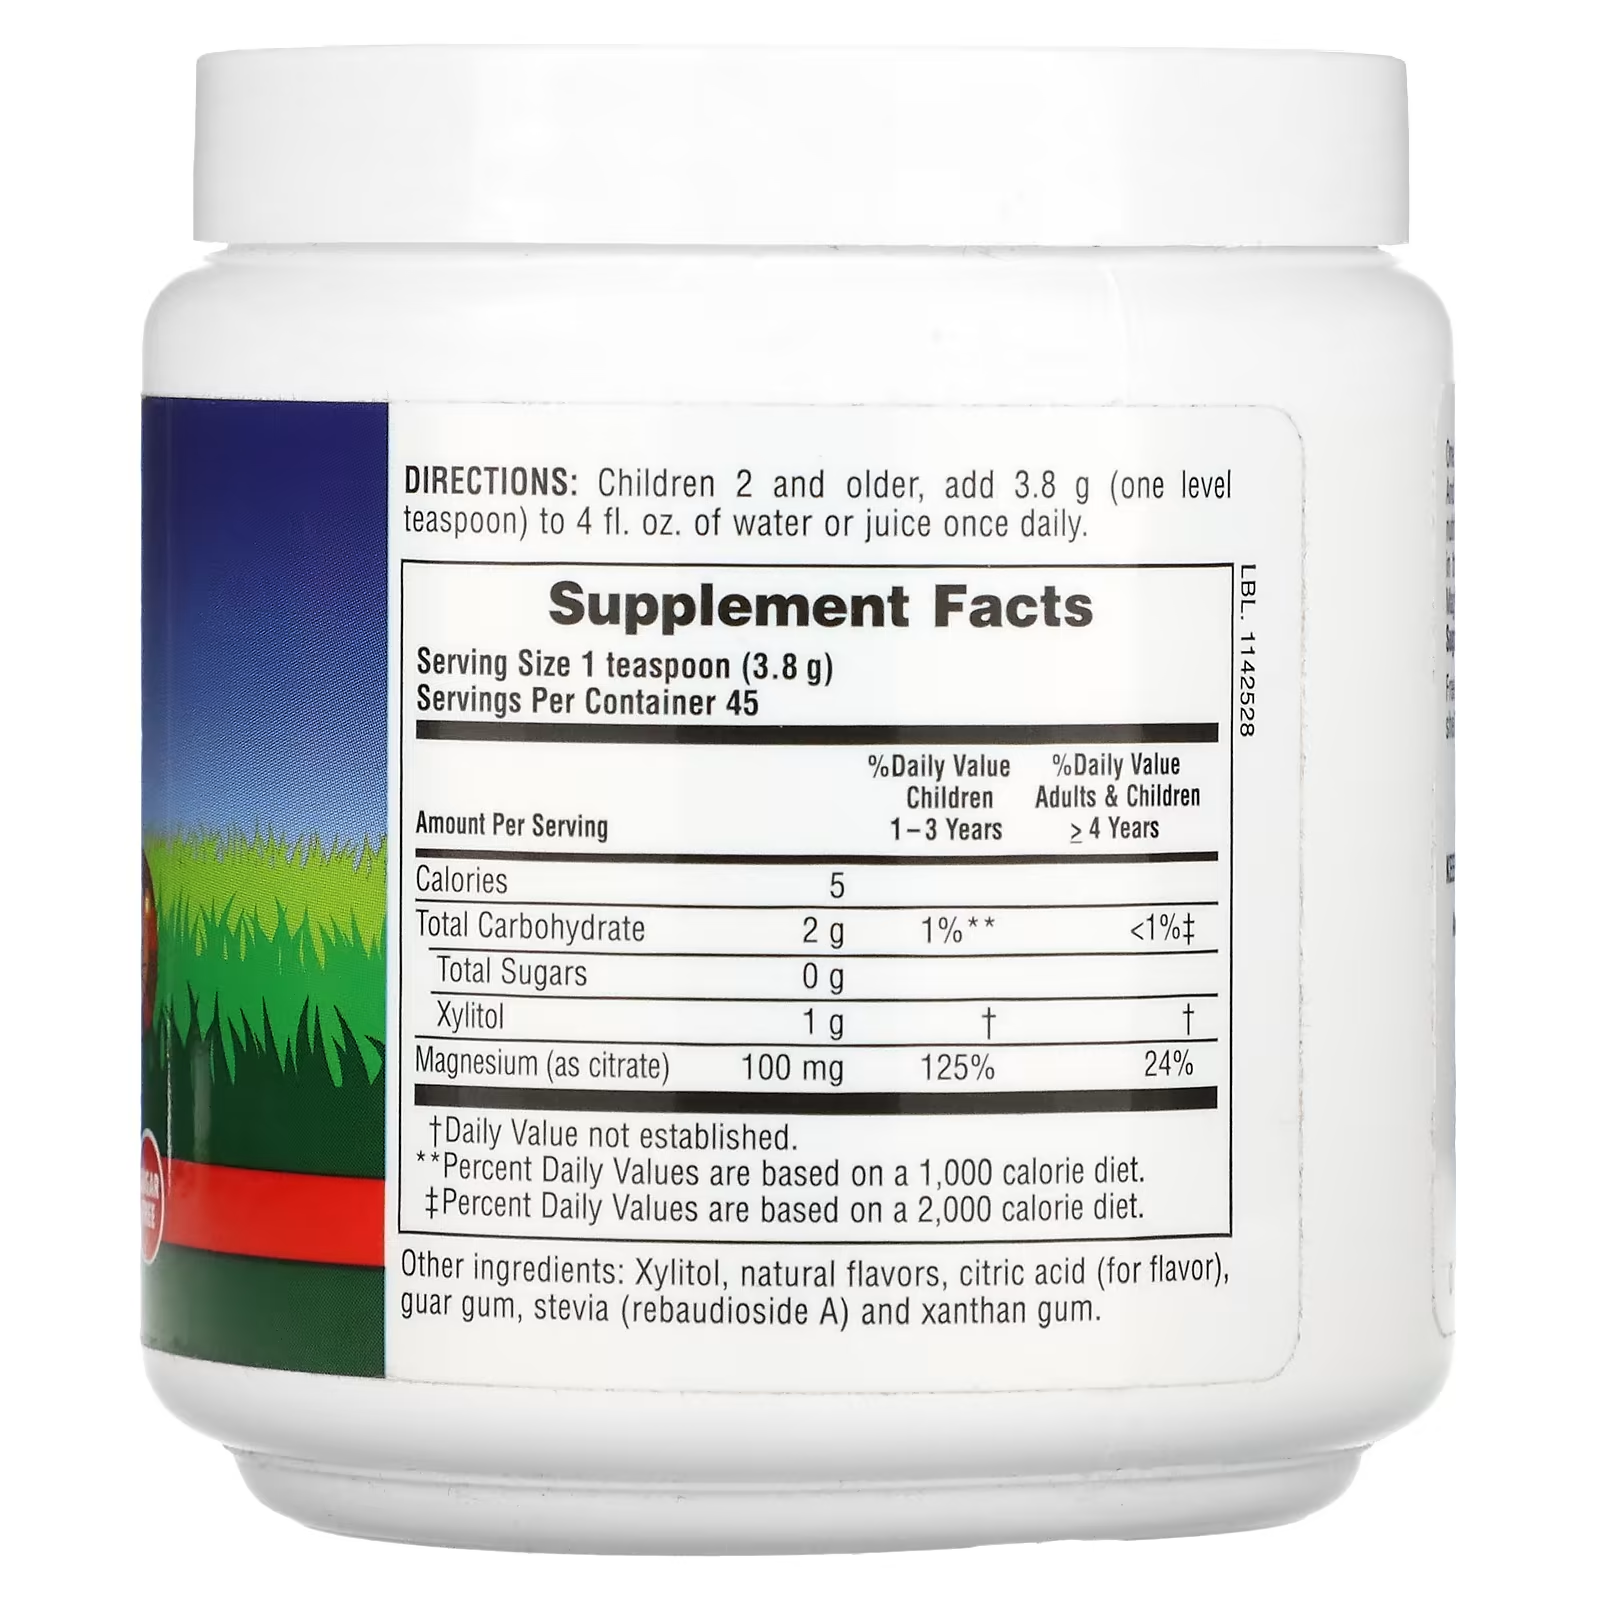 DIRECTIONS: Children 2 and older, add 3.8 g (one level
teaspoon) to 4 fl. oz. of water or juice once daily.
Supplement Facts
Serving Size 1 teaspoon (3.8 g)
Servings Per Container 45
%Daily Value %Daily Value
Children Adults & Children
Amount Per Serving 1–3 Years ≥ 4 Years
Calories 5
Total Carbohydrate 2 g 1%** <1%‡
Total Sugars 0 g
Xylitol 1 g † †
Magnesium (as citrate) 100 mg 125% 24%
†Daily Value not established.
**Percent Daily Values are based on a 1,000 calorie diet.
‡Percent Daily Values are based on a 2,000 calorie diet.
Other ingredients: Xylitol, natural flavors, citric acid (for flavor),
guar gum, stevia (rebaudioside A) and xanthan gum.
LBL. 1142528